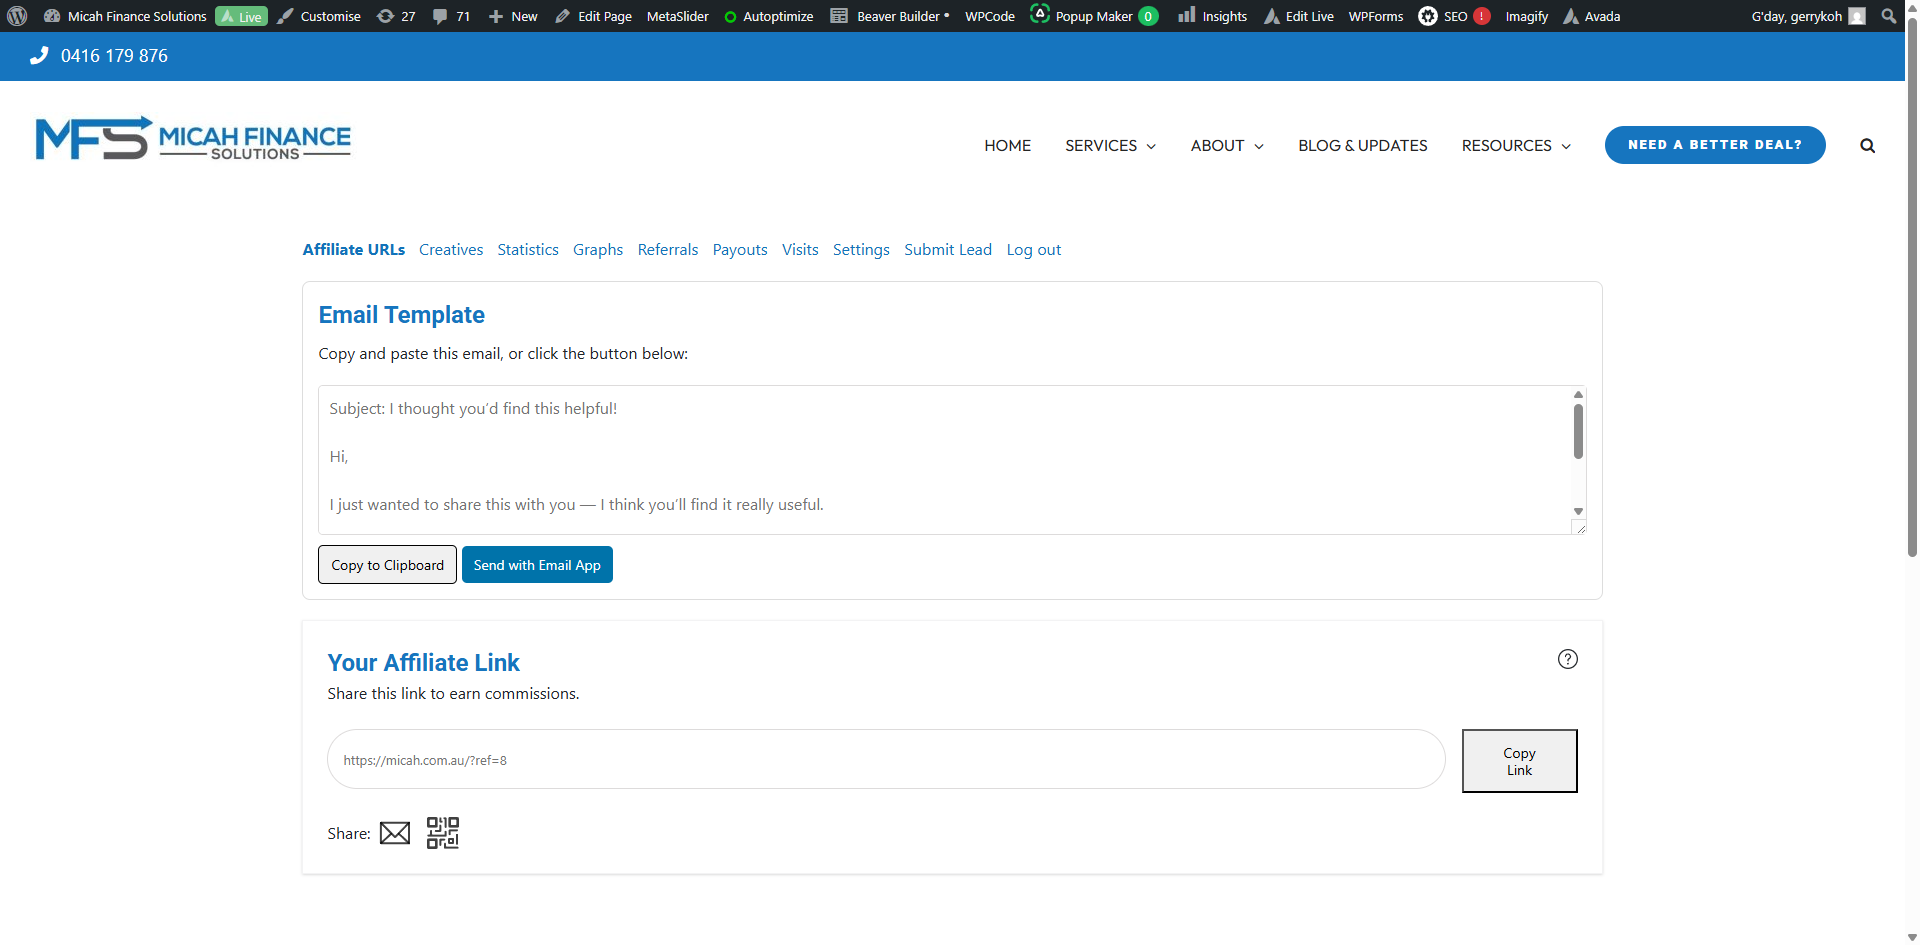 Micah Finance Solutions Live Customise 27 71 New Edit Page MetaSlider Autoptimize Beaver Builder • WPCode Popup Maker 0 Insights Edit Live WPForms SEO ! Imagify Avada G'day, gerrykoh
0416 179 876
MFS MICAH FINANCE
SOLUTIONS
HOME SERVICES ABOUT BLOG & UPDATES RESOURCES NEED A BETTER DEAL?
Affiliate URLs Creatives Statistics Graphs Referrals Payouts Visits Settings Submit Lead Log out
Email Template
Copy and paste this email, or click the button below:
Subject: I thought you'd find this helpful!
Hi,
I just wanted to share this with you — I think you'll find it really useful.
Copy to Clipboard Send with Email App
Your Affiliate Link
?
Share this link to earn commissions.
https://micah.com.au/?ref=8
Copy
Link
Share: